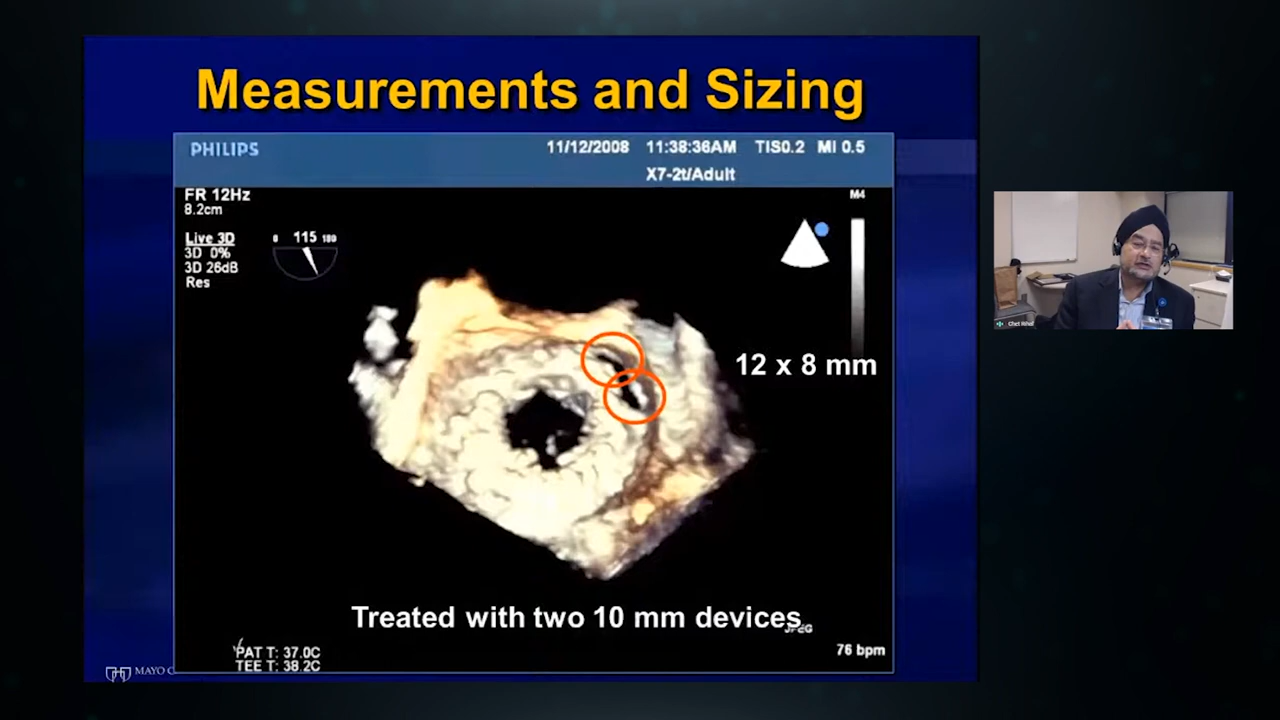 Measurements and Sizing
PHILIPS
11/12/2008 11:38:36AM TIS0.2 MI 0.5
X7-2t/Adult
FR 12Hz
8.2cm
M4
Live 3D
3D 0%
3D 26dB
Res
0 115 180
12 x 8 mm
Treated with two 10 mm devices
JPEG
PAT T: 37.0C
TEE T: 38.2C
76 bpm
MAYO C